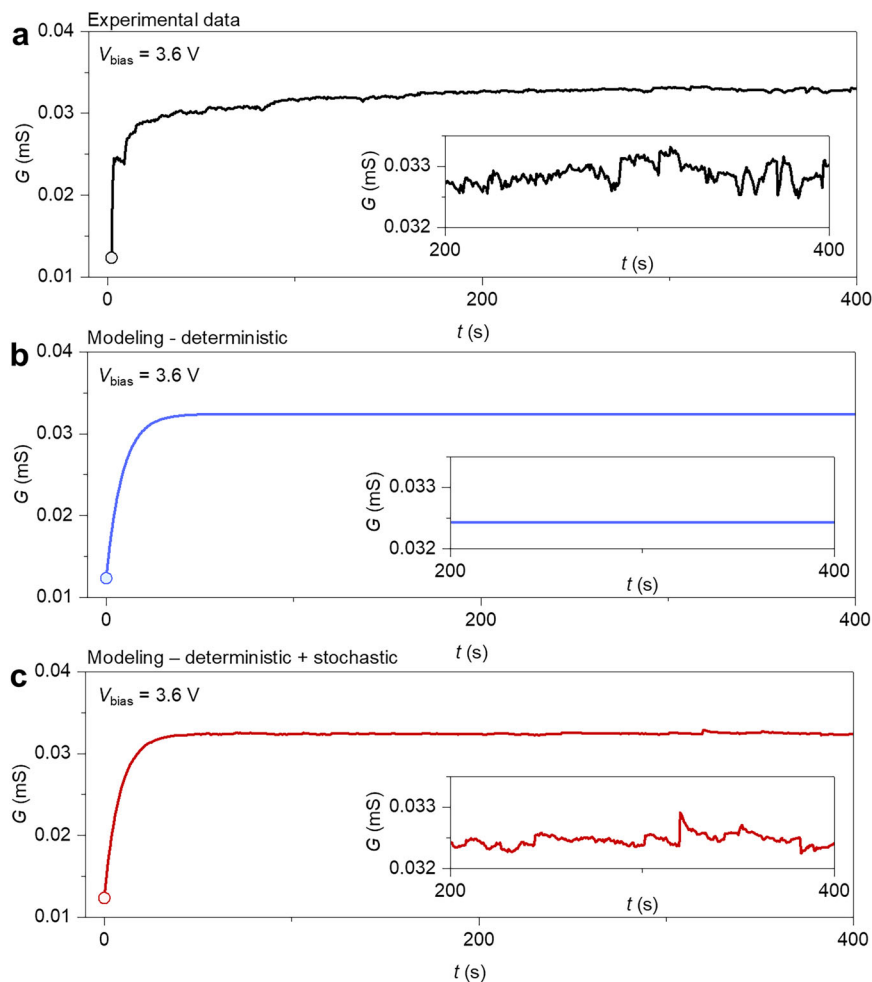 a
Experimental data
0.04
Vbias = 3.6 V
0.03
G (mS)
0.02
0.01
0
200
400
t (s)
0.033
G (mS)
0.032
200
400
t (s)
b
Modeling - deterministic
0.04
Vbias = 3.6 V
0.03
G (mS)
0.02
0.01
0
200
400
t (s)
0.033
G (mS)
0.032
200
400
t (s)
c
Modeling – deterministic + stochastic
0.04
Vbias = 3.6 V
0.03
G (mS)
0.02
0.01
0
200
400
t (s)
0.033
G (mS)
0.032
200
400
t (s)